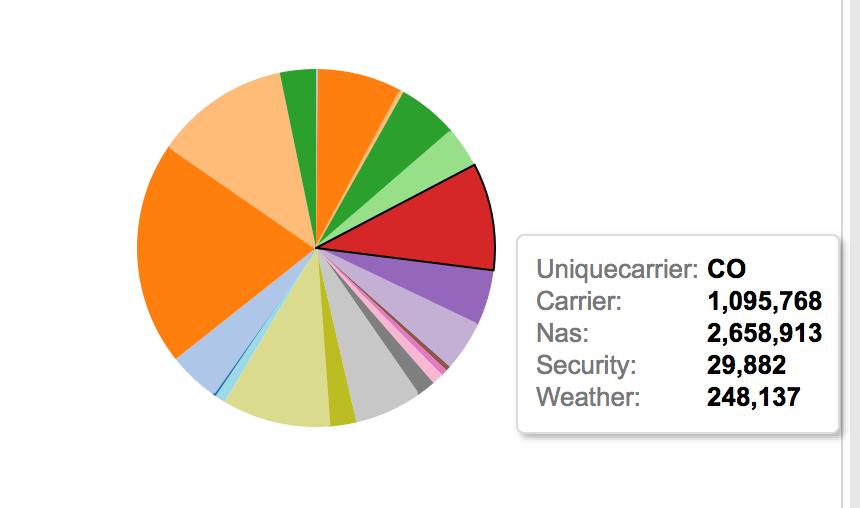 Uniquecarrier: CO
Carrier: 1,095,768
Nas: 2,658,913
Security: 29,882
Weather: 248,137